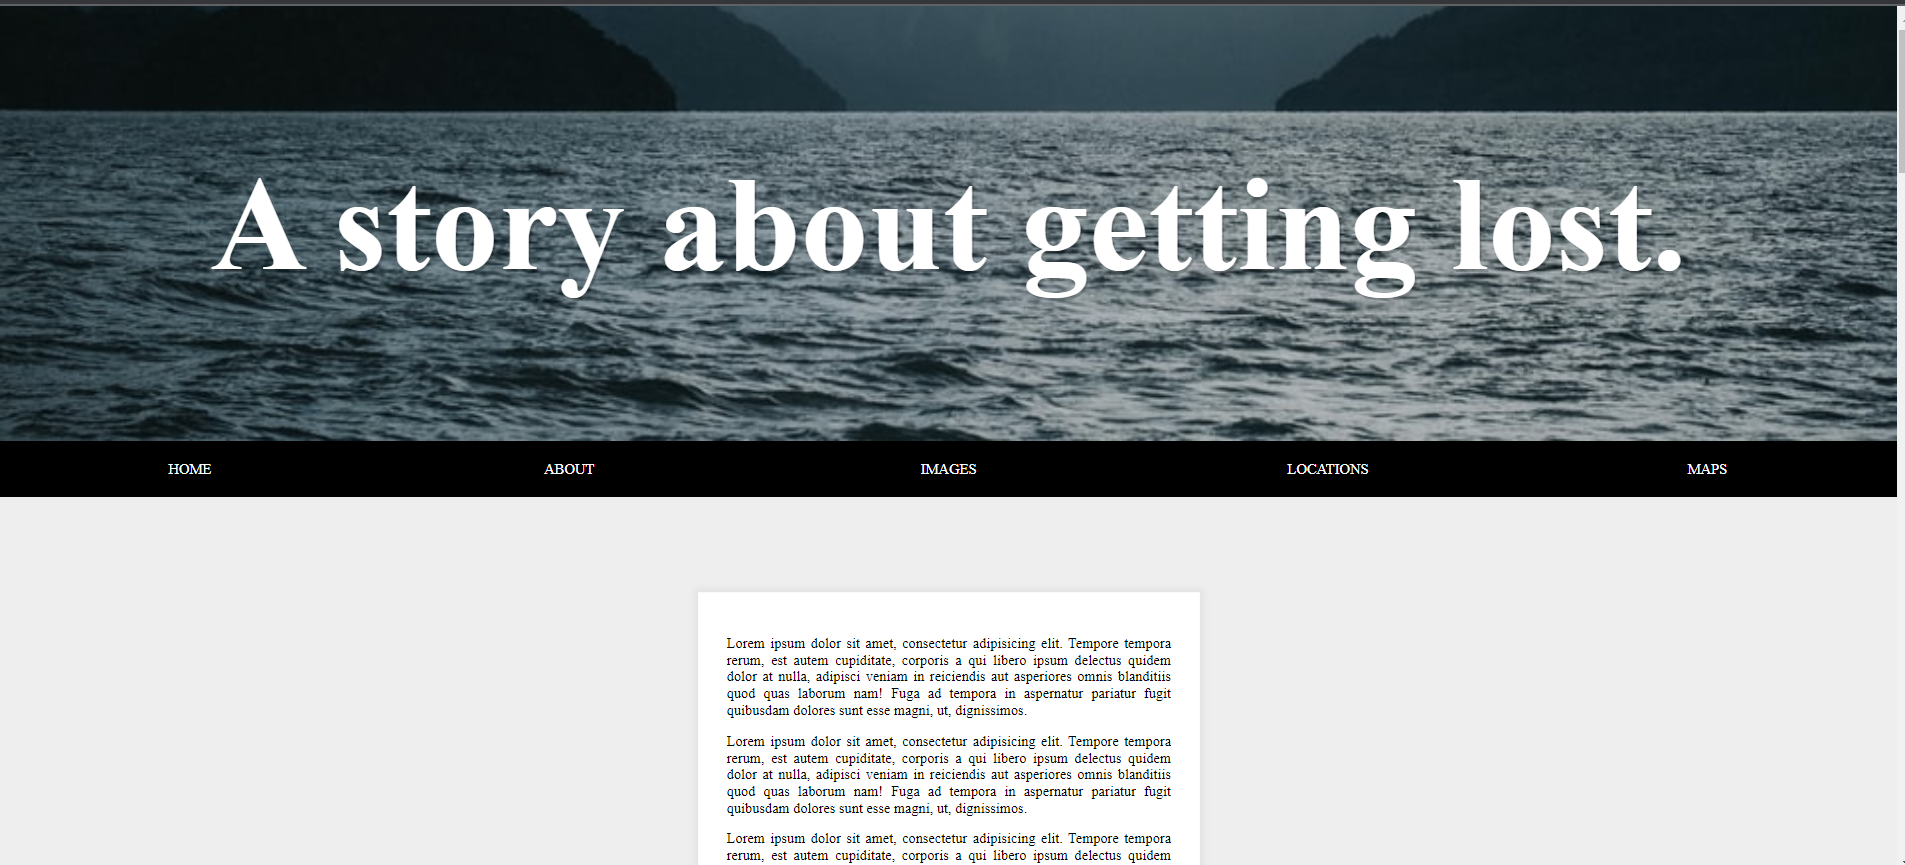 A story about getting lost.
HOME ABOUT IMAGES LOCATIONS MAPS
Lorem ipsum dolor sit amet, consectetur adipisicing elit. Tempore tempora
rerum, est autem cupiditate, corporis a qui libero ipsum delectus quidem
dolor at nulla, adipisci veniam in reiciendis aut asperiores omnis blanditiis
quod quas laborum nam! Fuga ad tempora in aspernatur pariatur fugit
quibusdam dolores sunt esse magni, ut, dignissimos.
Lorem ipsum dolor sit amet, consectetur adipisicing elit. Tempore tempora
rerum, est autem cupiditate, corporis a qui libero ipsum delectus quidem
dolor at nulla, adipisci veniam in reiciendis aut asperiores omnis blanditiis
quod quas laborum nam! Fuga ad tempora in aspernatur pariatur fugit
quibusdam dolores sunt esse magni, ut, dignissimos.
Lorem ipsum dolor sit amet, consectetur adipisicing elit. Tempore tempora
rerum, est autem cupiditate, corporis a qui libero ipsum delectus quidem